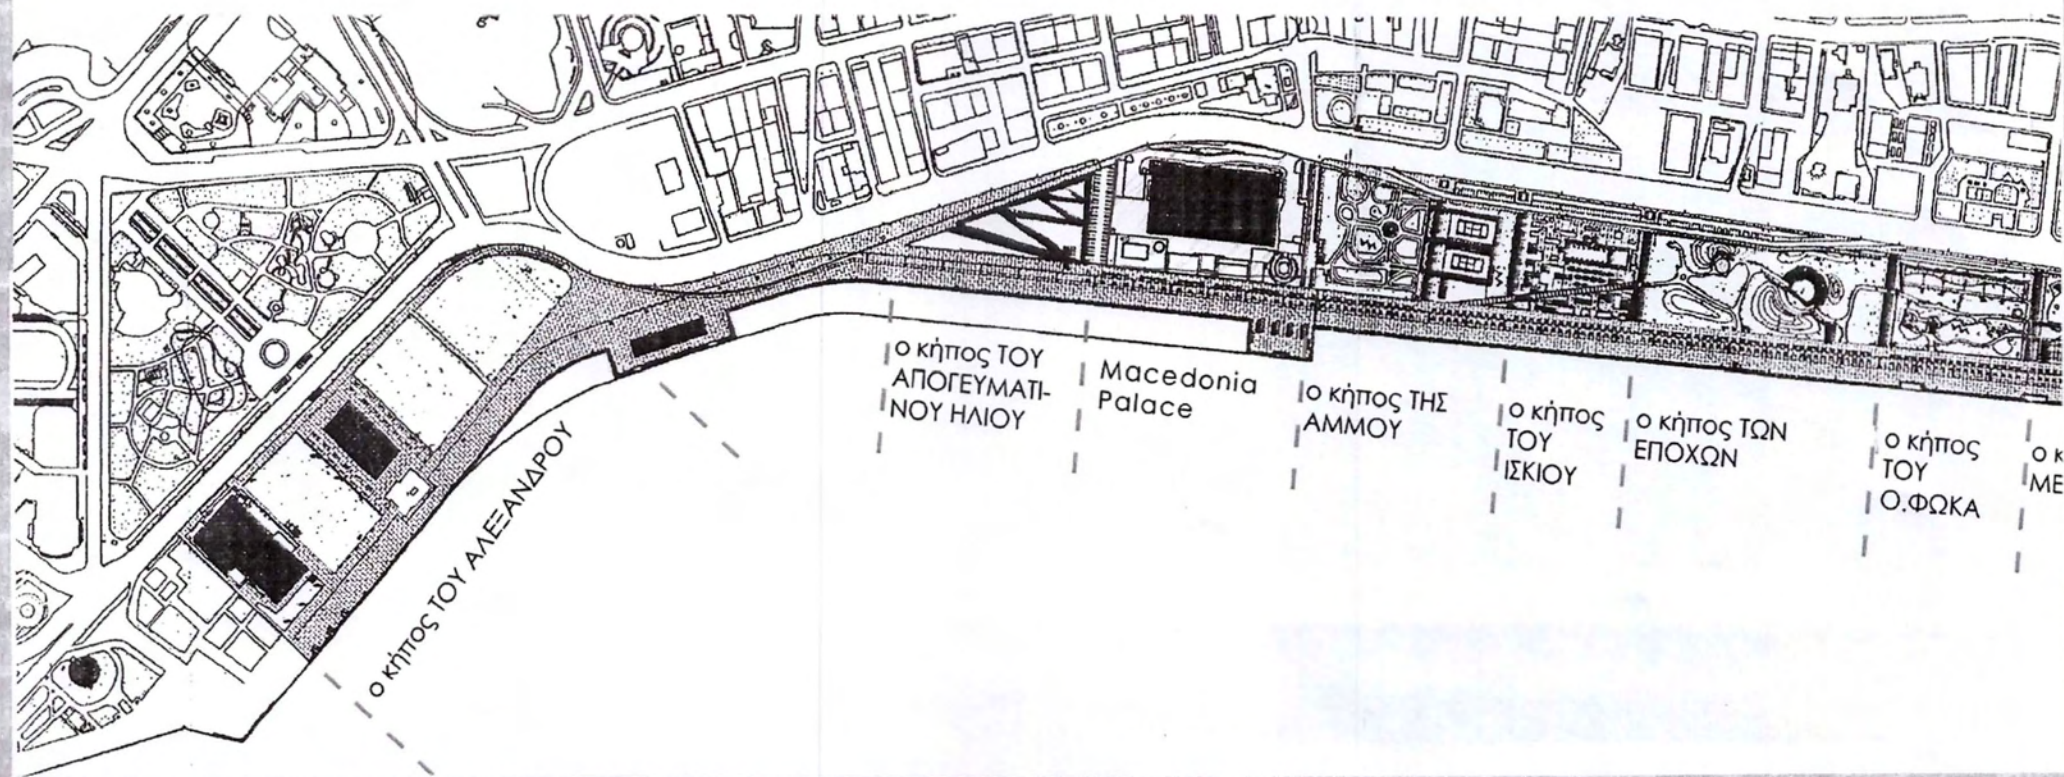 ο κήπος ΤΟΥ ΑΛΕΞΑΝΔΡΟΥ
ο κήπος ΤΟΥ
ΑΠΟΓΕΥΜΑΤΙ-
ΝΟΥ ΗΛΙΟΥ
Macedonia
Palace
ο κήπος ΤΗΣ
ΑΜΜΟΥ
ο κήπος
ΤΟΥ
ΙΣΚΙΟΥ
ο κήπος ΤΩΝ
ΕΠΟΧΩΝ
ο κήπος
ΤΟΥ
Ο.ΦΩΚΑ
ο κ
ΜΕ